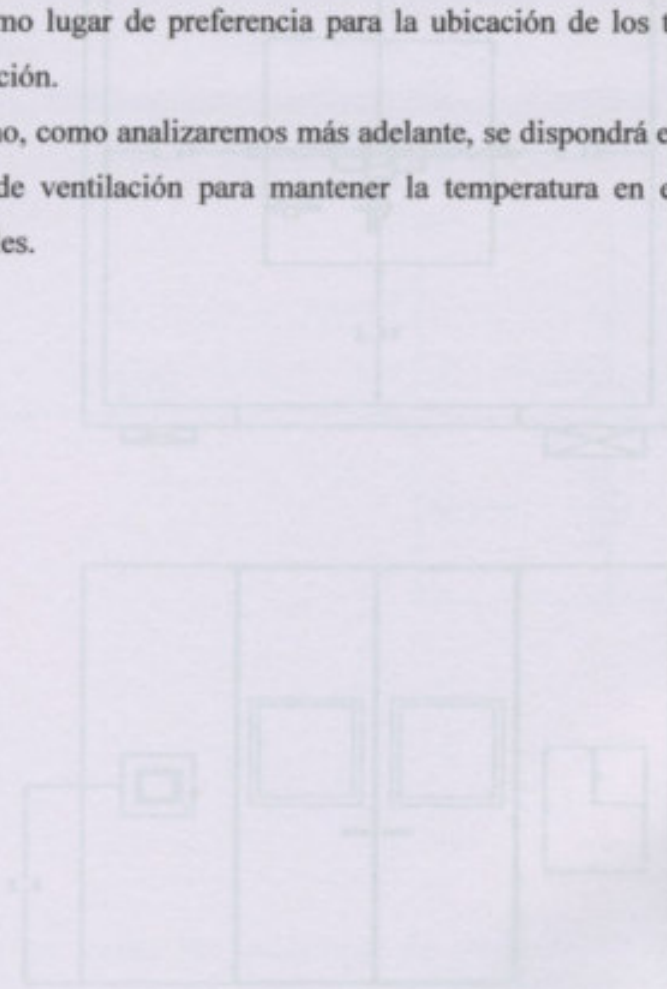 mo lugar de preferencia para la ubicación de los
ción.
no, como analizaremos más adelante, se dispondrá
de ventilación para mantener la temperatura en
es.